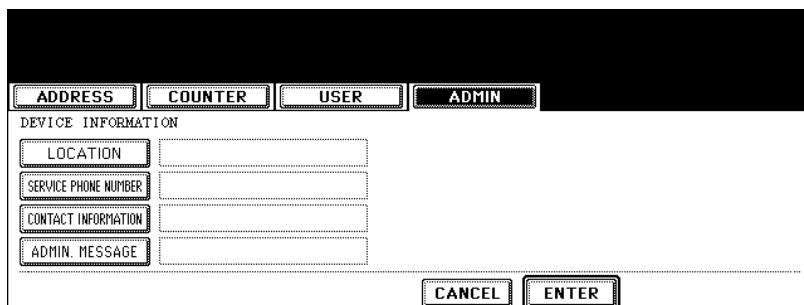 ADDRESS COUNTER USER ADMIN
DEVICE INFORMATION
LOCATION
SERVICE PHONE NUMBER
CONTACT INFORMATION
ADMIN. MESSAGE
CANCEL ENTER